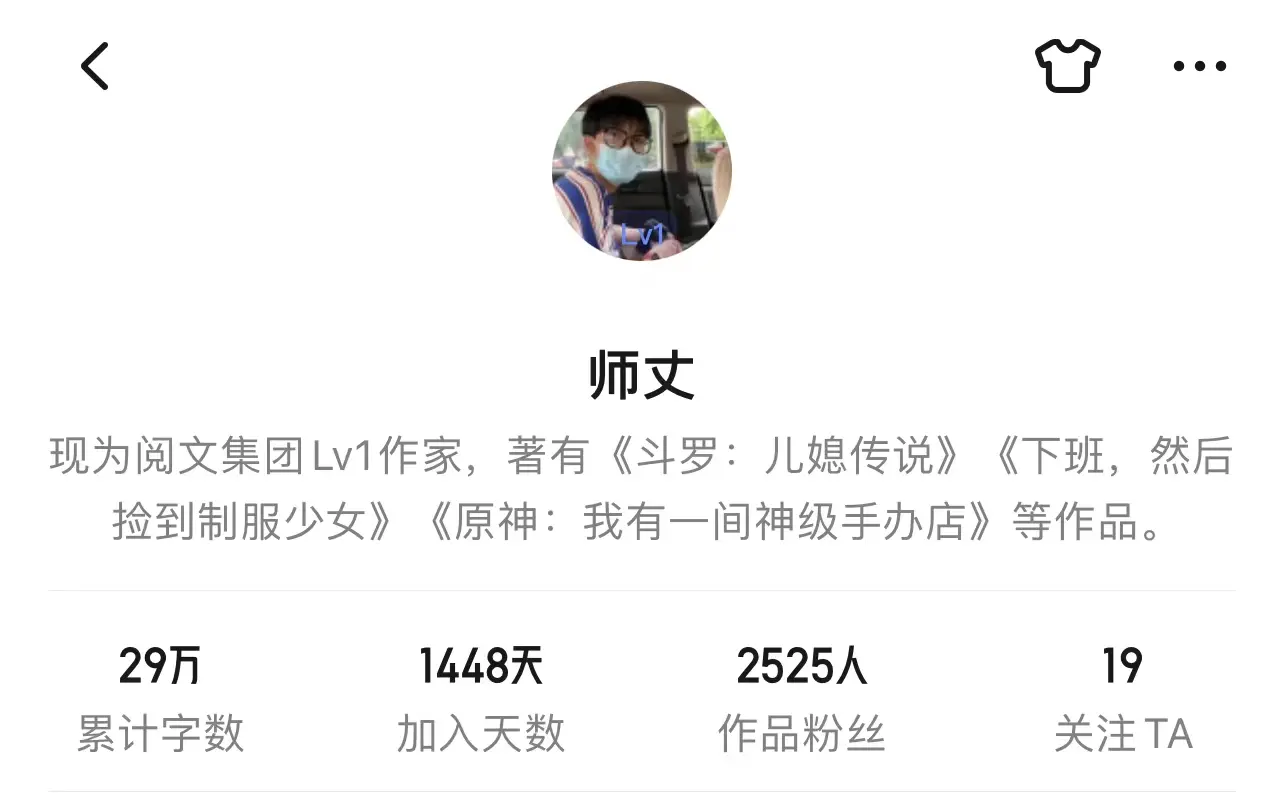 Lv1
师丈
现为阅文集团Lv1作家，著有《斗罗：儿媳传说》《下班，然后
捡到制服少女》《原神：我有一间神级手办店》等作品。
29万 1448天 2525人 19
累计字数 加入天数 作品粉丝 关注TA